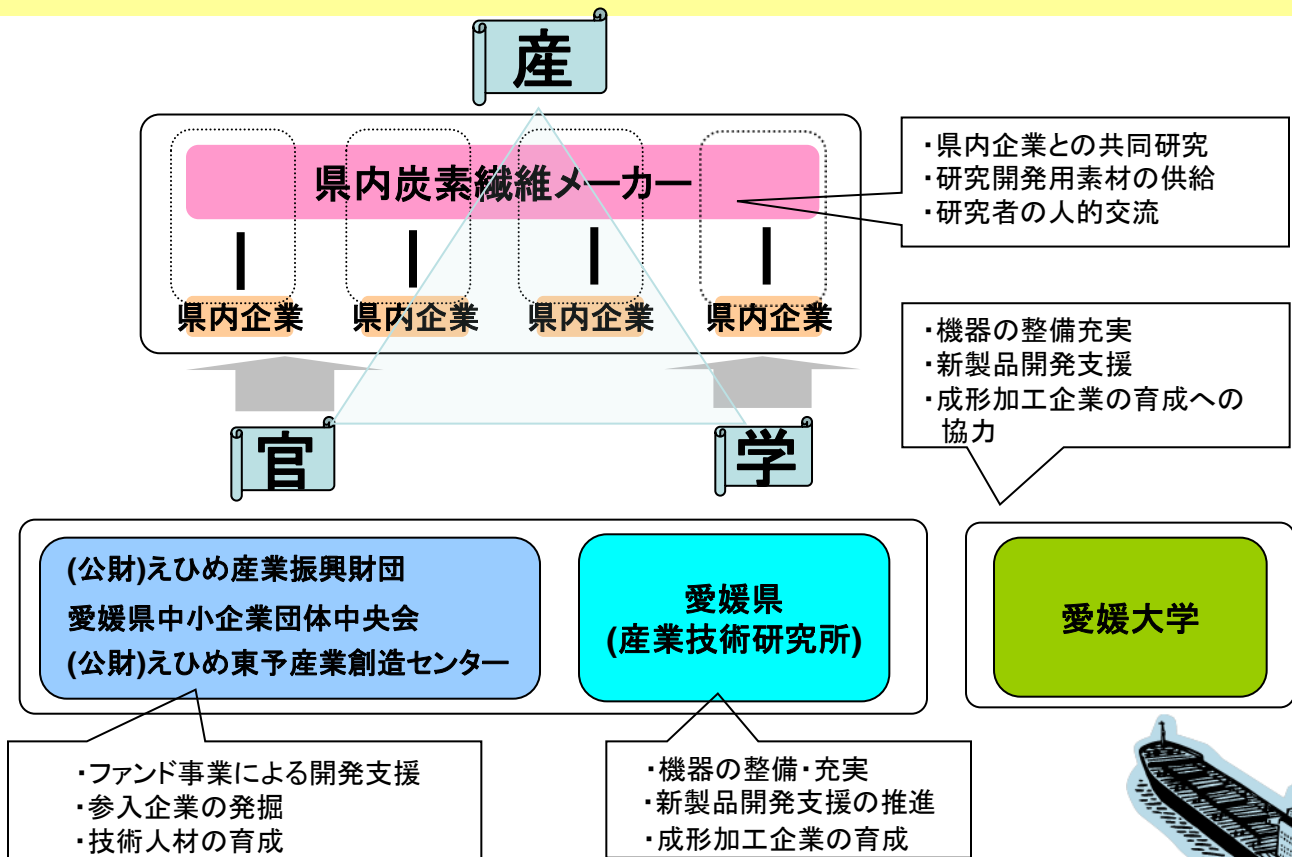 産
県内炭素繊維メーカー
県内企業
県内企業
県内企業
県内企業
・県内企業との共同研究
・研究開発用素材の供給
・研究者の人的交流
官
学
・機器の整備充実
・新製品開発支援
・成形加工企業の育成への
協力
(公財)えひめ産業振興財団
愛媛県中小企業団体中央会
(公財)えひめ東予産業創造センター
愛媛県
(産業技術研究所)
愛媛大学
・ファンド事業による開発支援
・参入企業の発掘
・技術人材の育成
・機器の整備・充実
・新製品開発支援の推進
・成形加工企業の育成